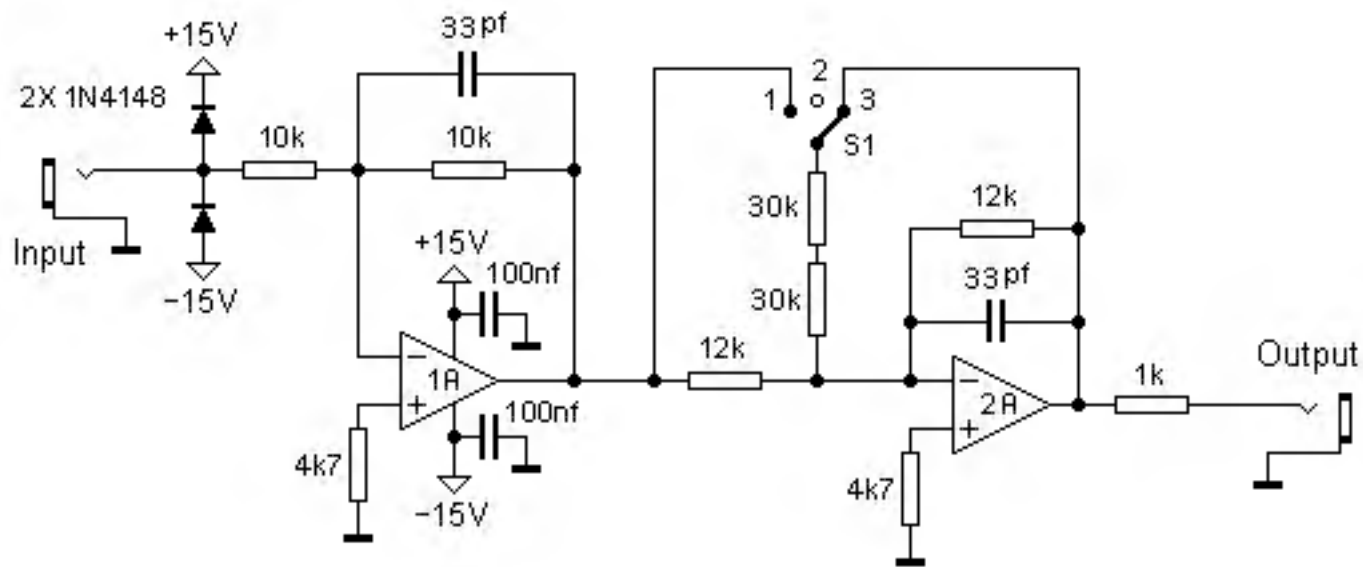 +15V
33pf
2X 1N4148
10k
10k
Input
−15V
+15V
100nf
1A
−
+
100nf
4k7
−15V
1
2
3
S1
30k
30k
12k
12k
33pf
−
2A
+
4k7
1k
Output